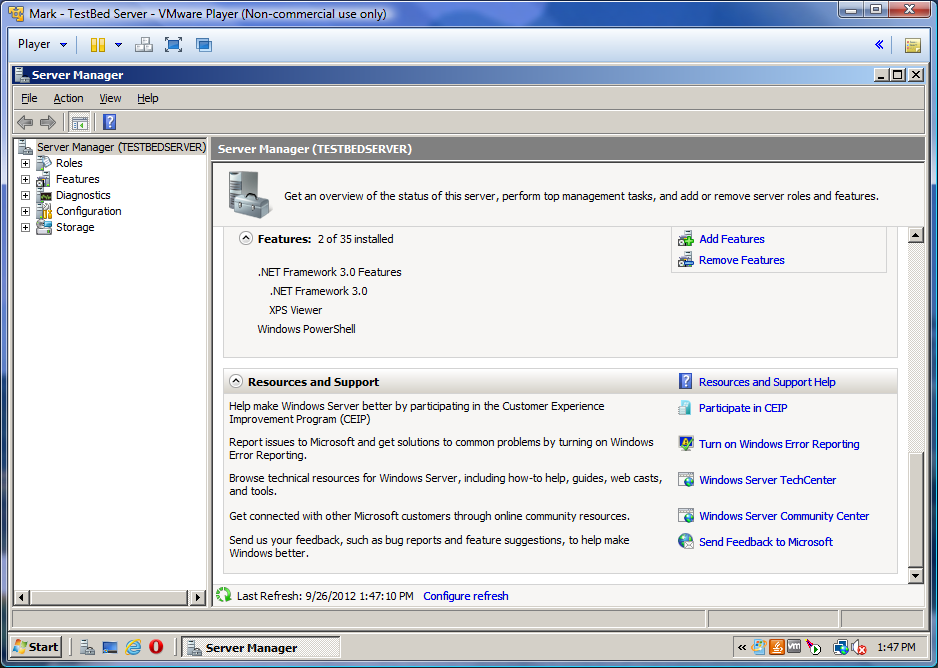 Mark - TestBed Server - VMware Player (Non-commercial use only)
Player
Server Manager
File Action View Help
Server Manager (TESTBEDSERVER)
Roles
Features
Diagnostics
Configuration
Storage
Server Manager (TESTBEDSERVER)
Get an overview of the status of this server, perform top management tasks, and add or remove server roles and features.
Features: 2 of 35 installed
Add Features
Remove Features
.NET Framework 3.0 Features
.NET Framework 3.0
XPS Viewer
Windows PowerShell
Resources and Support
Resources and Support Help
Help make Windows Server better by participating in the Customer Experience
Improvement Program (CEIP)
Participate in CEIP
Report issues to Microsoft and get solutions to common problems by turning on Windows
Error Reporting.
Turn on Windows Error Reporting
Browse technical resources for Windows Server, including how-to help, guides, web casts,
and tools.
Windows Server TechCenter
Get connected with other Microsoft customers through online community resources.
Windows Server Community Center
Send us your feedback, such as bug reports and feature suggestions, to help make
Windows better.
Send Feedback to Microsoft
Last Refresh: 9/26/2012 1:47:10 PM Configure refresh
Start
Server Manager
1:47 PM